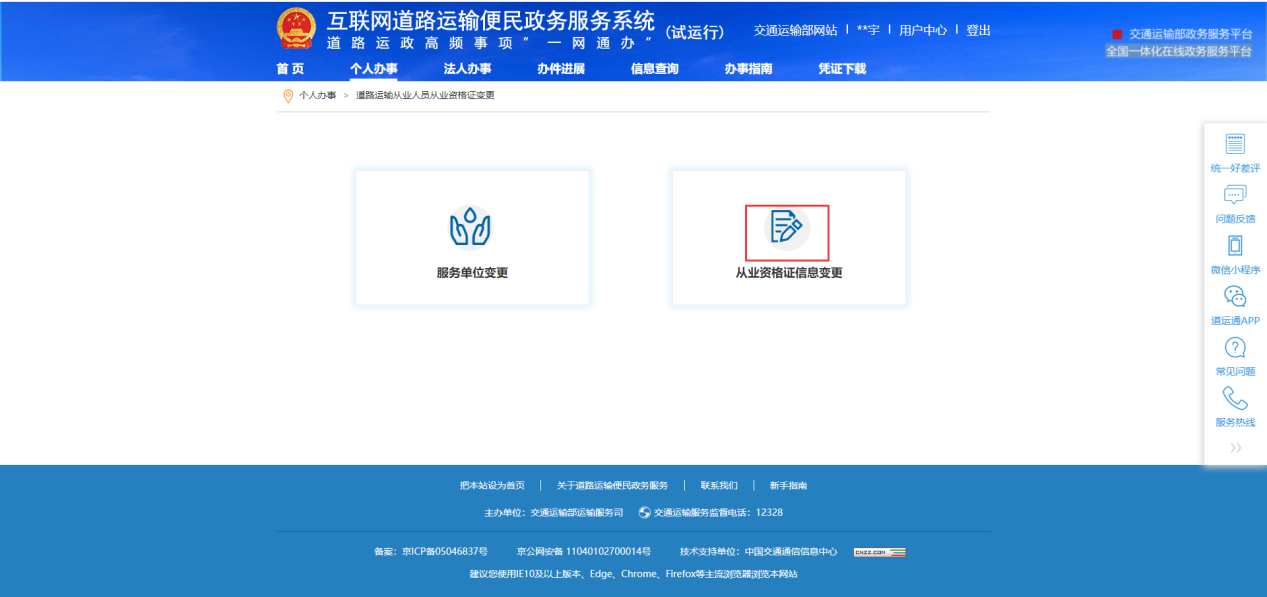 互联网道路运输便民政务服务系统 (试运行)
道路运政高频事项“一网通办”
交通运输部网站 | **宇 | 用户中心 | 登出
交通运输部政务服务平台
全国一体化在线政务服务平台
首页 个人办事 法人办事 办件进展 信息查询 办事指南 凭证下载
个人办事 > 道路运输从业人员从业资格证变更
服务单位变更
从业资格证信息变更
统一好差评
问题反馈
微信小程序
道运通APP
常见问题
服务热线
把本站设为首页 | 关于道路运输便民政务服务 | 联系我们 | 新手指南
主办单位：交通运输部运输服务司 交通运输服务监督电话：12328
备案：京ICP备05046837号 京公网安备 11040102700014号 技术支持单位：中国交通通信信息中心 CNZZ.COM
建议您使用IE10及以上版本、Edge、Chrome、Firefox等主流浏览器浏览本网站